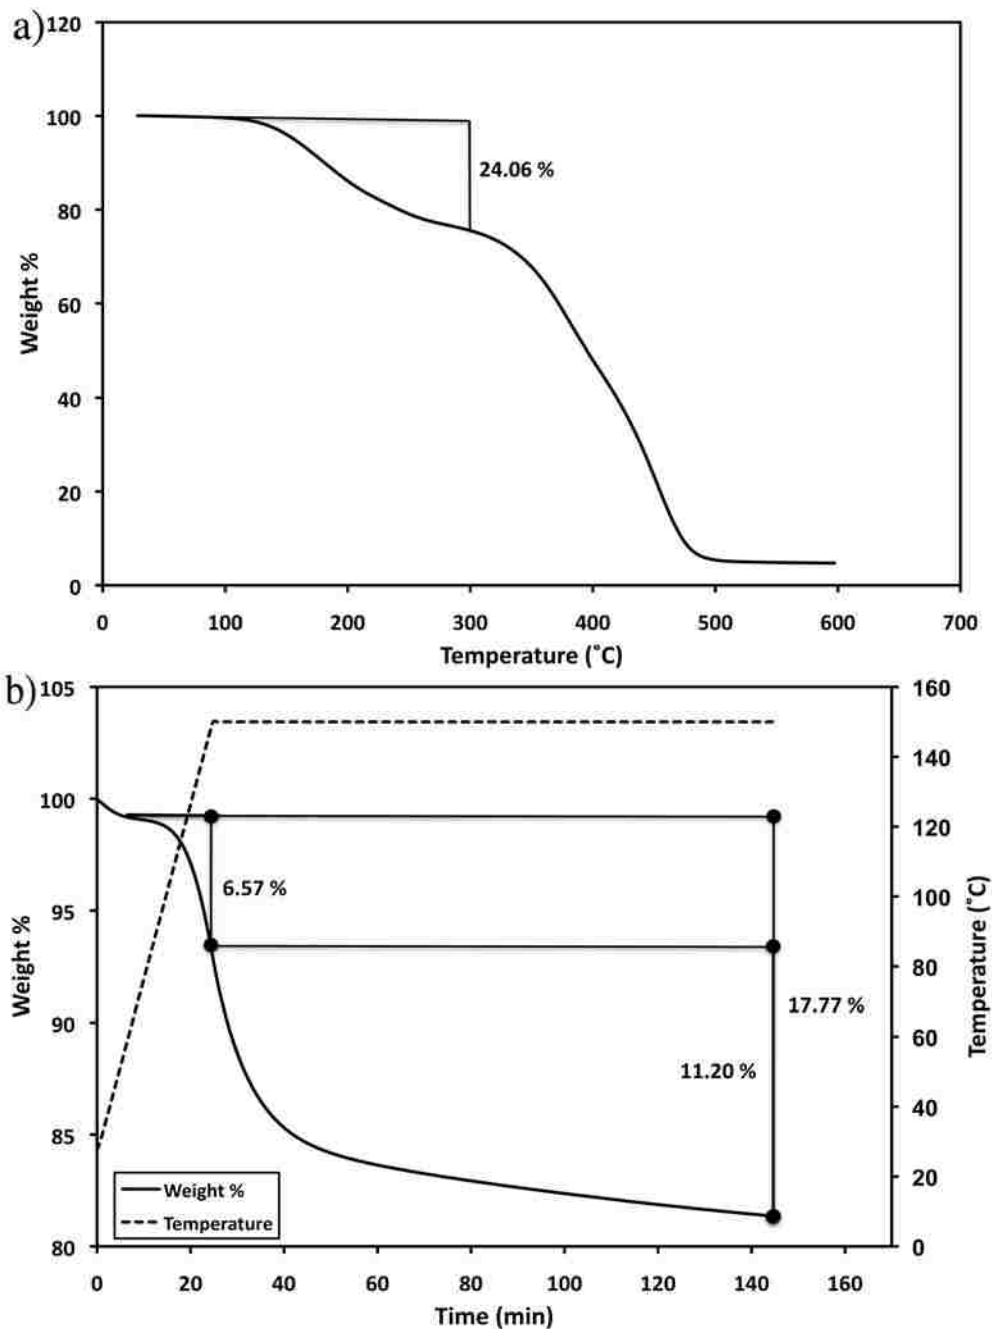 a)
120
100
80
60
40
20
0
Weight %
24.06 %
0 100 200 300 400 500 600 700
Temperature (˚C)
b)
105
100
95
90
85
80
Weight %
160
140
120
100
80
60
40
20
0
Temperature (˚C)
6.57 %
17.77 %
11.20 %
Weight %
Temperature
0 20 40 60 80 100 120 140 160
Time (min)